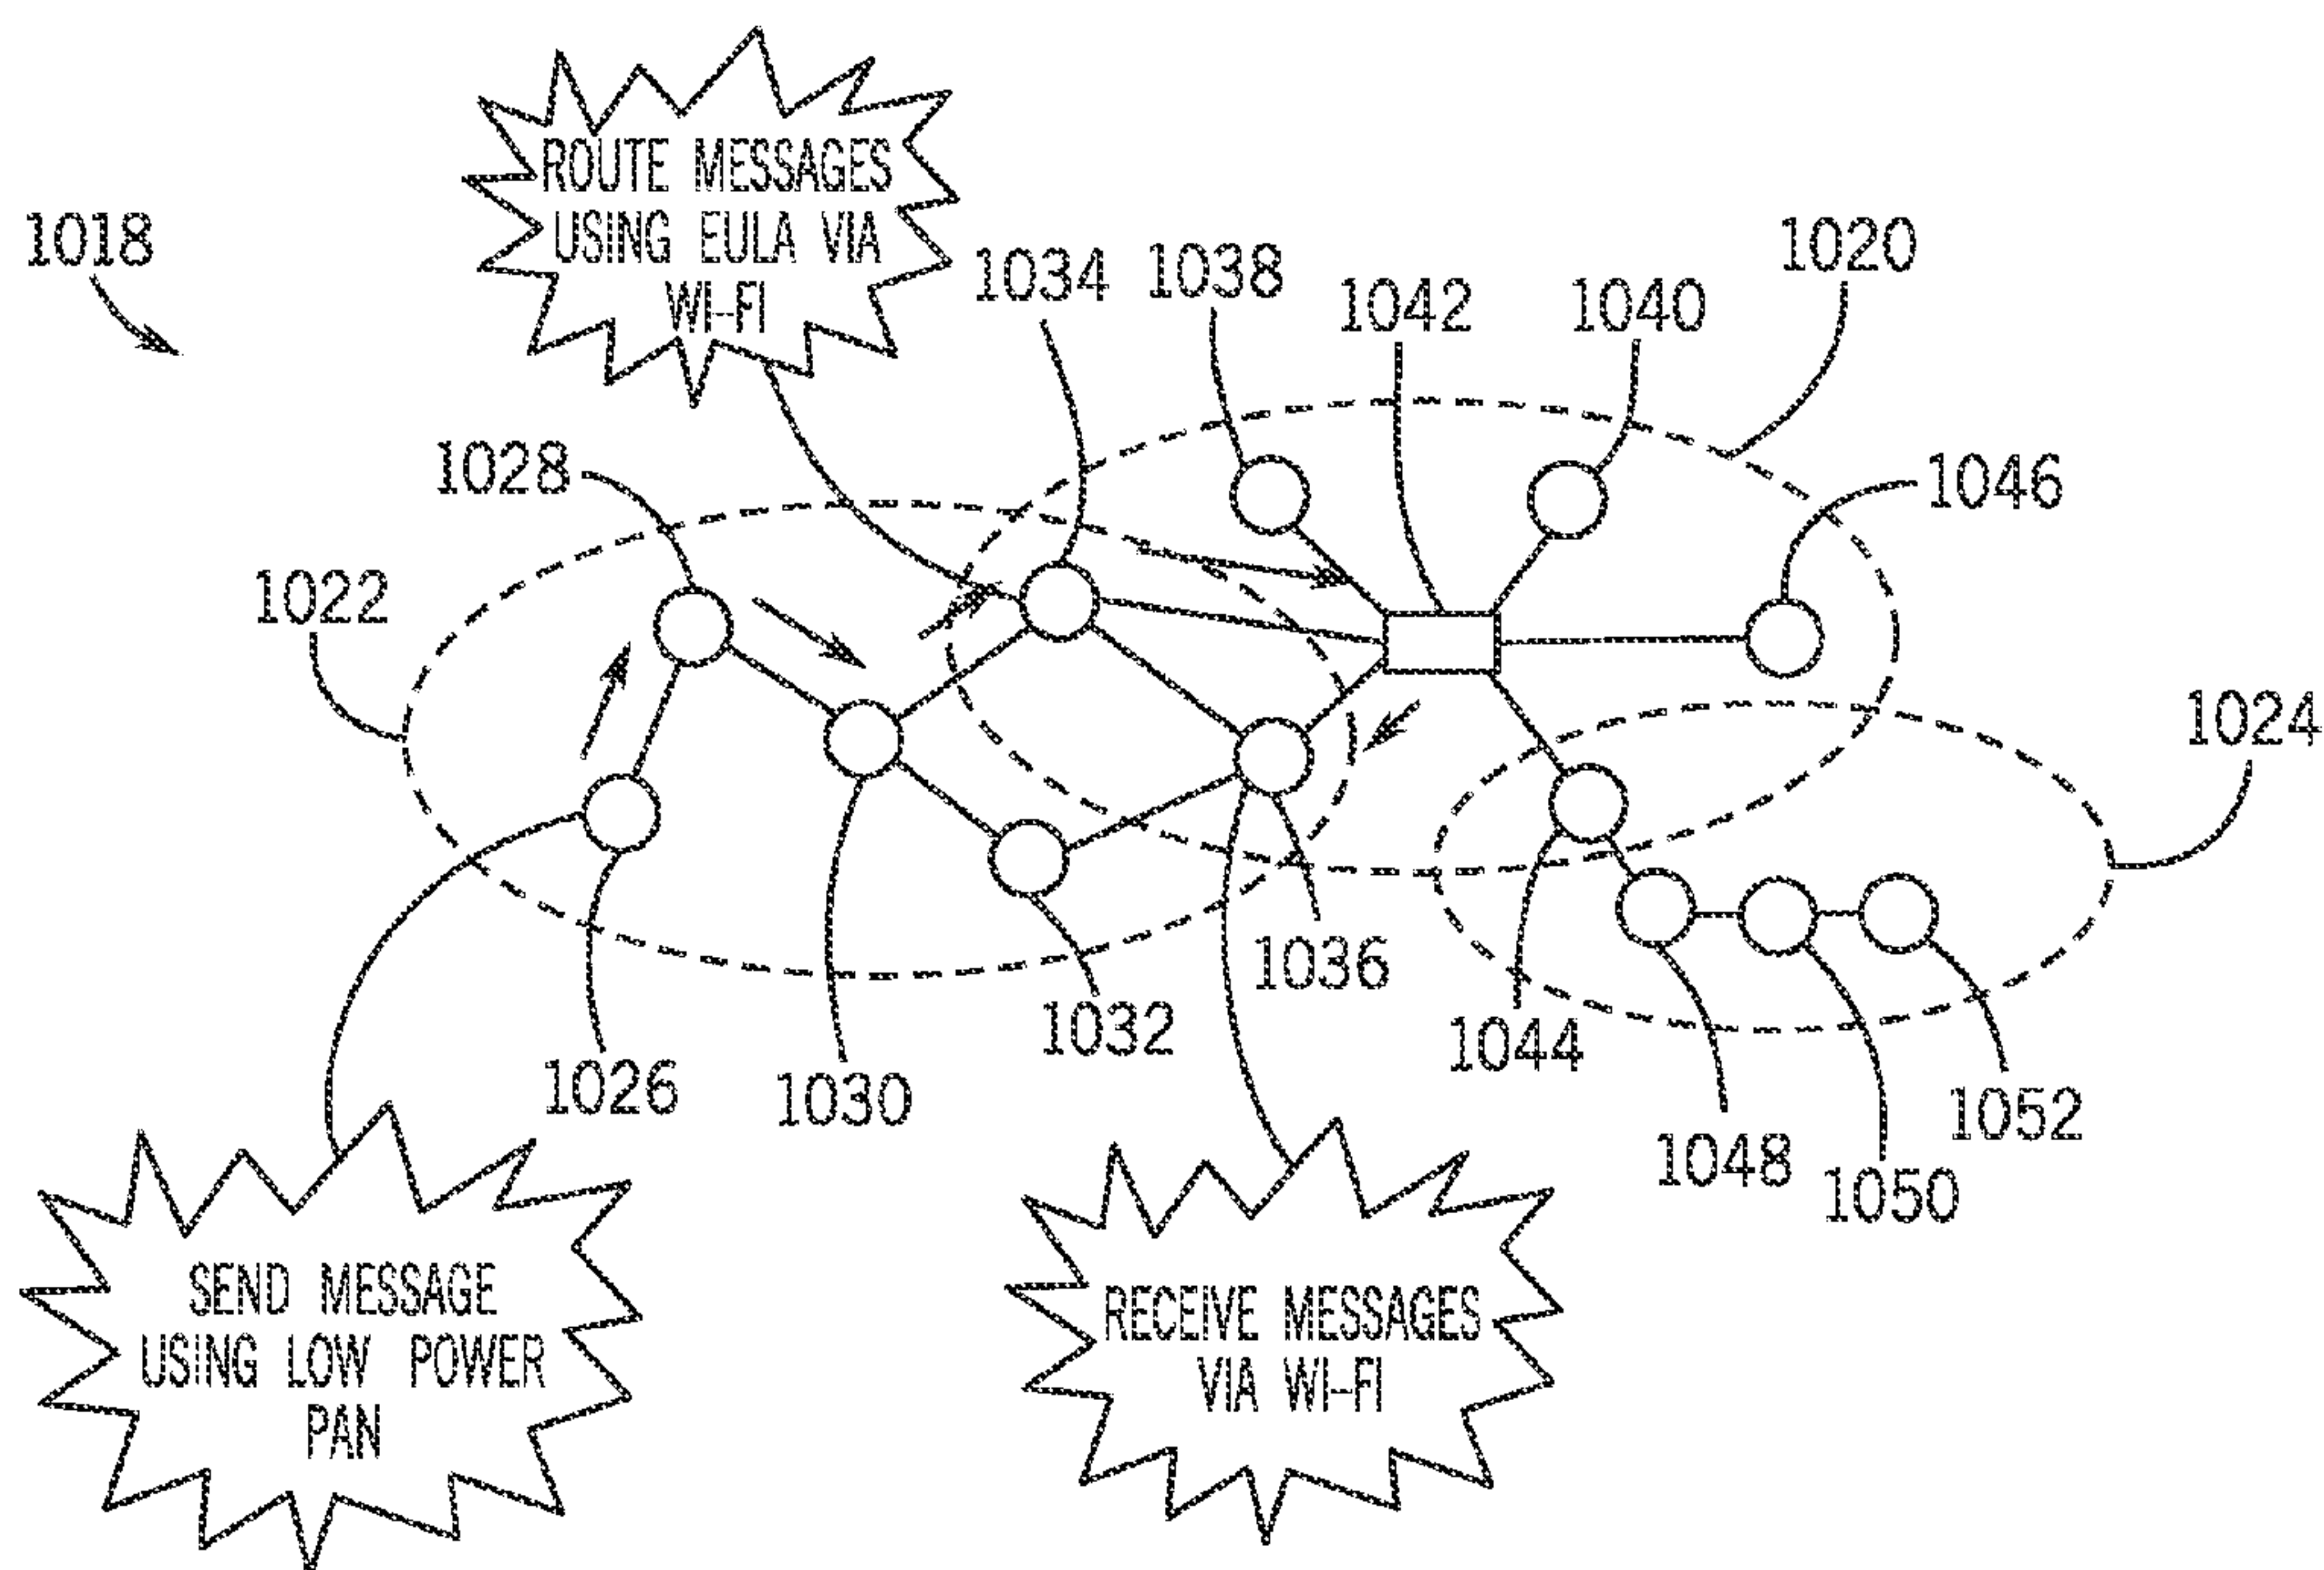 ROUTE MESSAGES
USING EULA VIA
WI-FI
1018
1034
1038
1042
1040
1020
1028
1046
1022
1024
1036
1032
1044
1026
1030
1048
1050
1052
SEND MESSAGE
USING LOW POWER
PAN
RECEIVE MESSAGES
VIA WI-FI